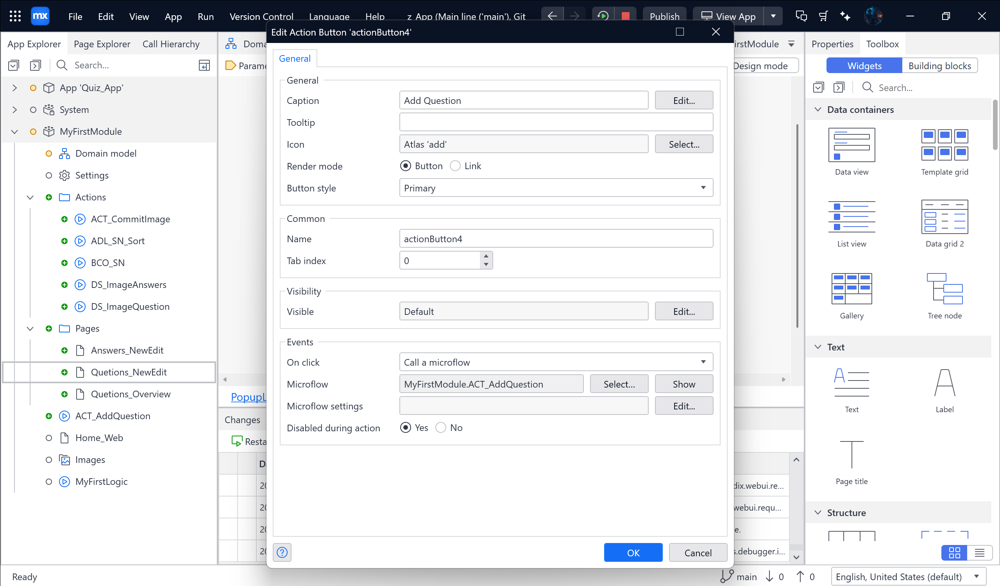 mx File Edit View App Run Version Control Language Help z_App (Main line ('main'), Git Publish View App
App Explorer Page Explorer Call Hierarchy
Search...
App 'Quiz_App'
System
MyFirstModule
Domain model
Settings
Actions
ACT_CommitImage
ADL_SN_Sort
BCO_SN
DS_ImageAnswers
DS_ImageQuestion
Pages
Answers_NewEdit
Quetions_NewEdit
Quetions_Overview
ACT_AddQuestion
Home_Web
Images
MyFirstLogic
Doma
Parame
PopupL
Changes
Resta
D
20
20
20
20
Edit Action Button 'actionButton4'
General
General
Caption Add Question Edit...
Tooltip
Icon Atlas 'add' Select...
Render mode Button Link
Button style Primary
Common
Name actionButton4
Tab index 0
Visibility
Visible Default Edit...
Events
On click Call a microflow
Microflow MyFirstModule.ACT_AddQuestion Select... Show
Microflow settings Edit...
Disabled during action Yes No
? OK Cancel
irstModule
Design mode
dix.webui.re...
webui.requ...
e.
s.debugger.i...
Properties Toolbox
Widgets Building blocks
Search...
Data containers
Data view Template grid
List view Data grid 2
Gallery Tree node
Text
Text Label
Page title
Structure
Ready main 0 0 English, United States (default)